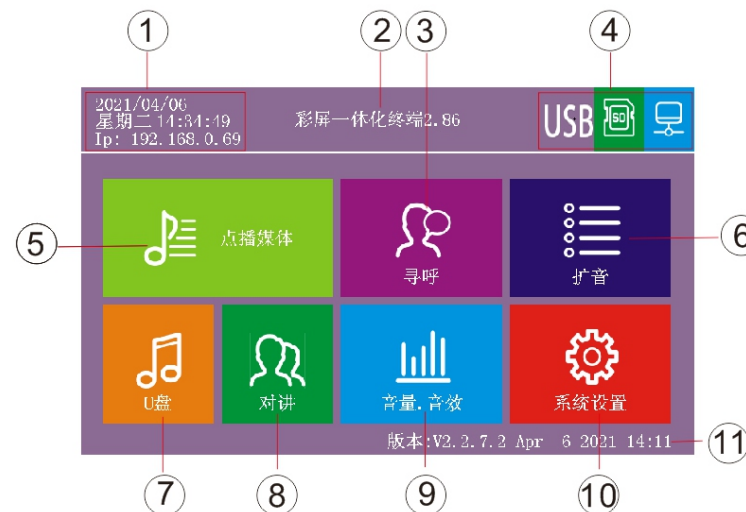 ①
②
③
④
2021/04/06
星期二 14:34:49
Ip: 192.168.0.69
彩屏一体化终端2.86
USB
SD
⑤
点播媒体
寻呼
扩音
⑥
U盘
对讲
音量.音效
系统设置
版本:V2.2.7.2 Apr 6 2021 14:11
⑪
⑦
⑧
⑨
⑩